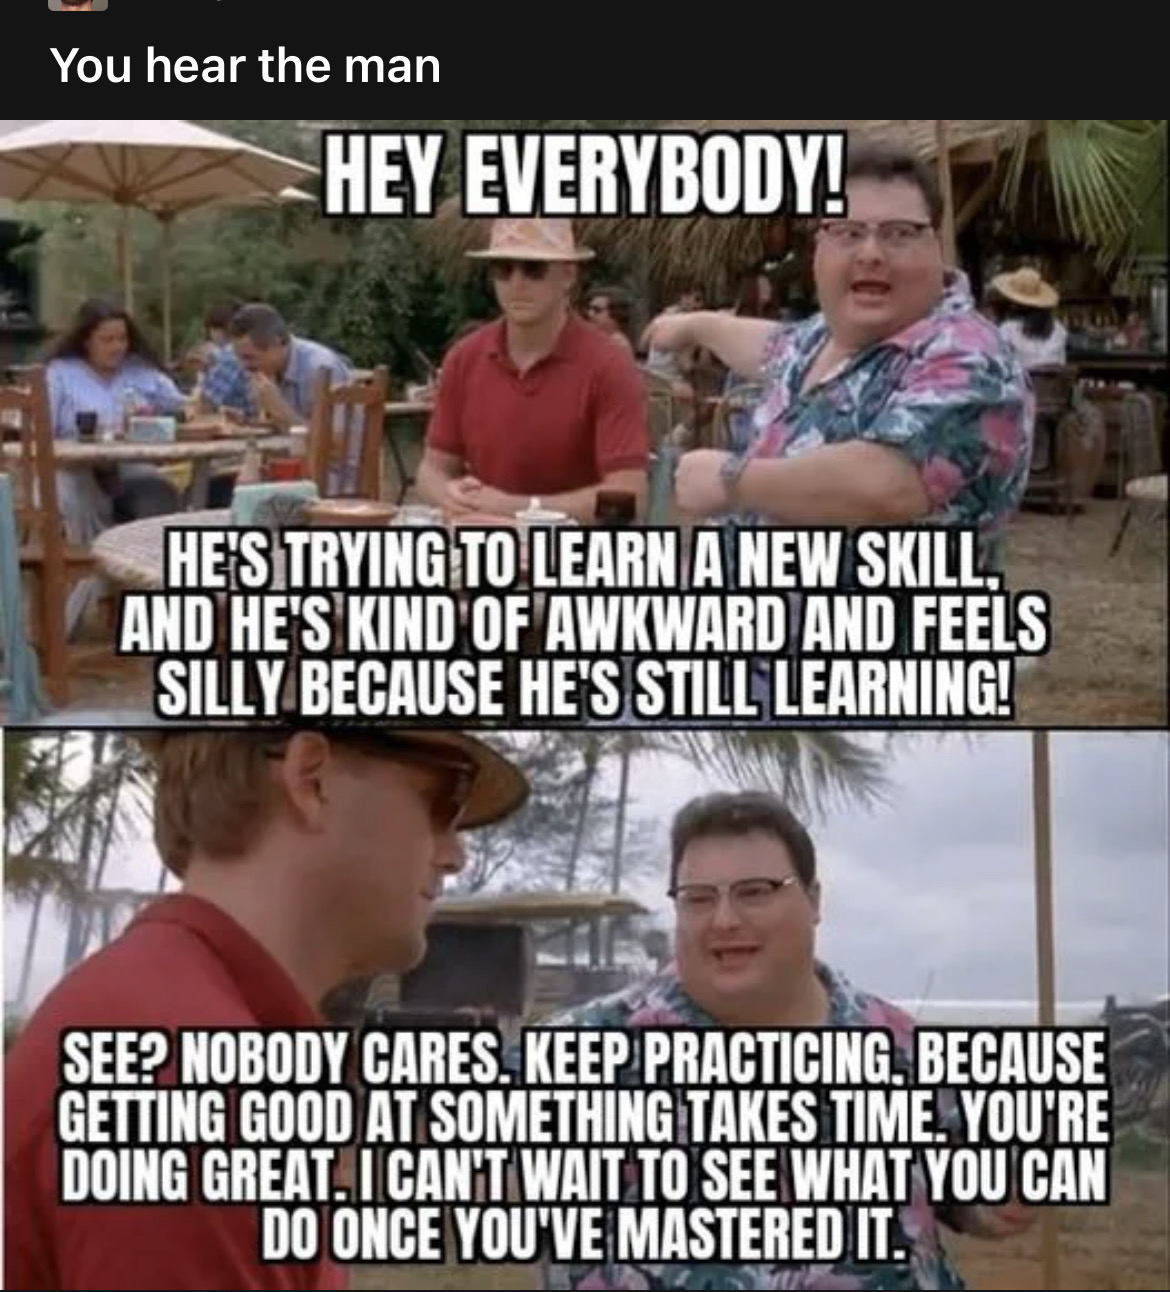 You hear the man
HEY EVERYBODY!
HE'S TRYING TO LEARN A NEW SKILL,
AND HE'S KIND OF AWKWARD AND FEELS
SILLY BECAUSE HE'S STILL LEARNING!
SEE? NOBODY CARES. KEEP PRACTICING, BECAUSE
GETTING GOOD AT SOMETHING TAKES TIME. YOU'RE
DOING GREAT. I CAN'T WAIT TO SEE WHAT YOU CAN
DO ONCE YOU'VE MASTERED IT.